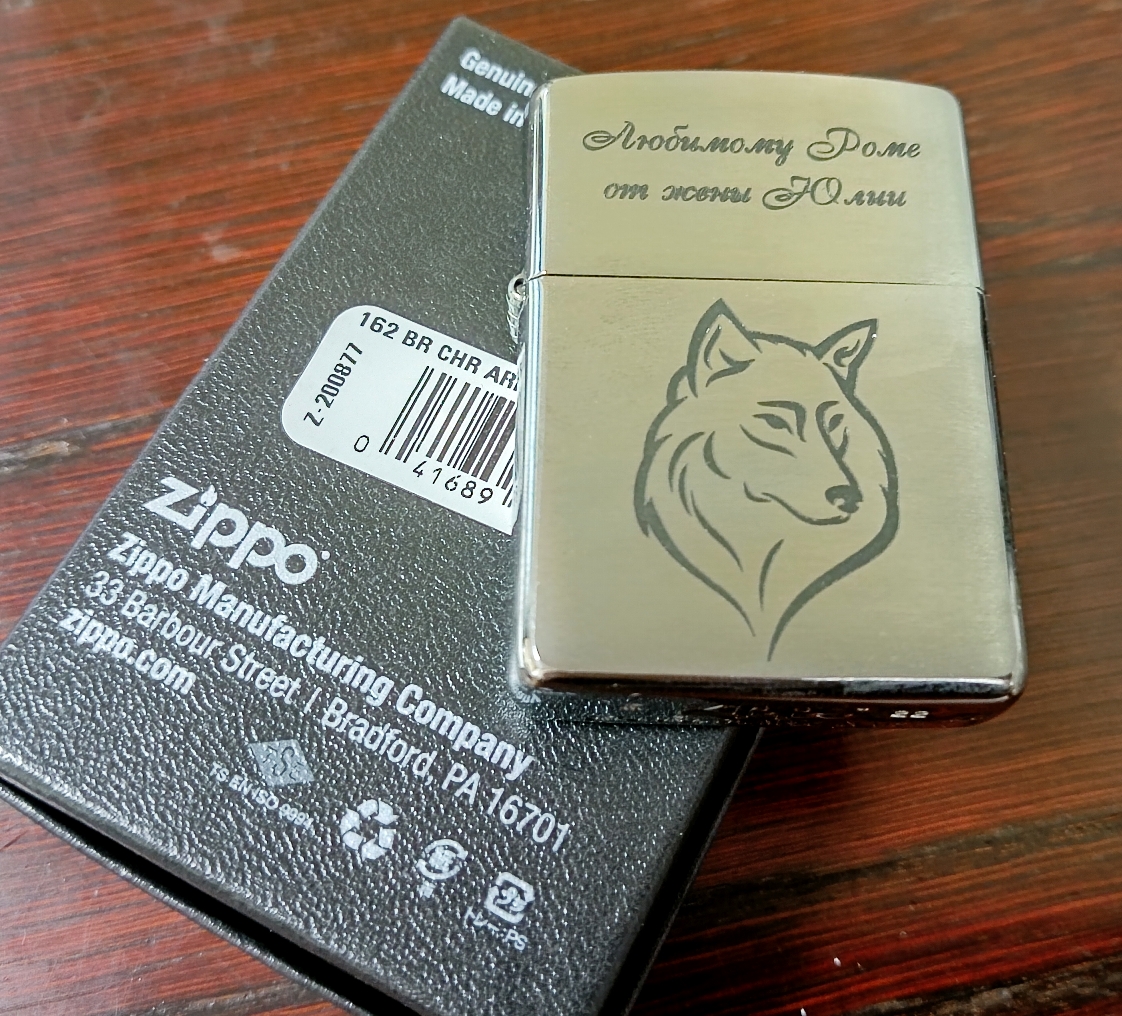 Genuin
Made in
Любимому Роме
от жены Юлии
162 BR CHR AR
Z-200877
0 41689
zippo
Zippo Manufacturing Company
33 Barbour Street | Bradford, PA 16701
zippo.com
22